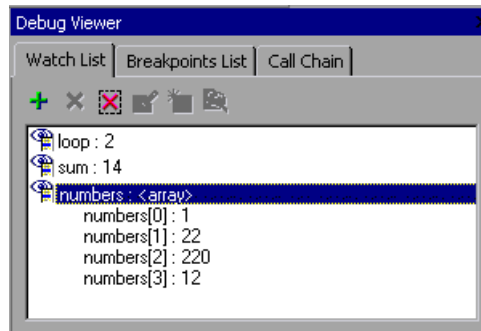 Debug Viewer
Watch List Breakpoints List Call Chain
loop : 2
sum : 14
numbers : <array>
numbers[0] : 1
numbers[1] : 22
numbers[2] : 220
numbers[3] : 12